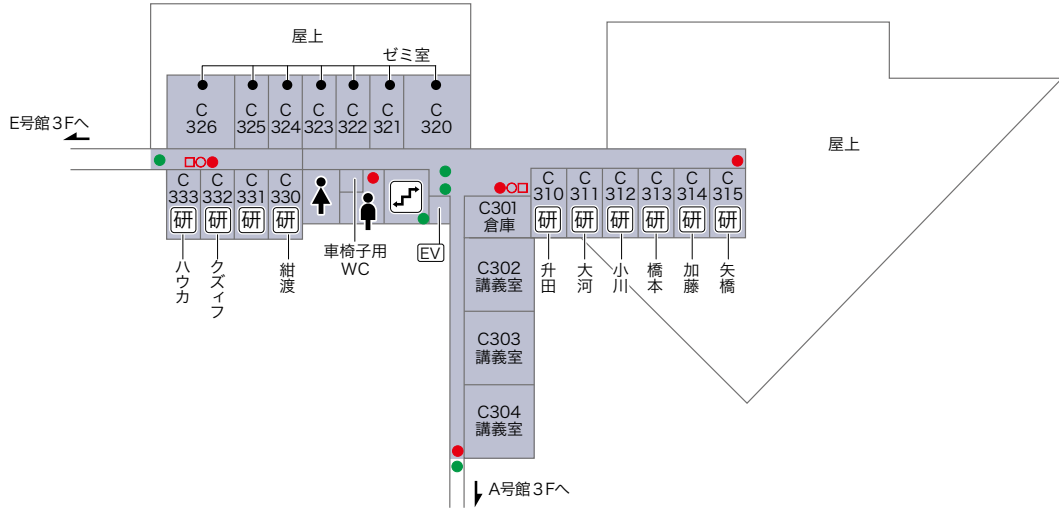 屋上
ゼミ室
C
326
C
325
C
324
C
323
C
322
C
321
C
320
E号館3Fへ
屋上
C
333
研
C
332
研
C
331
研
C
330
研
ハウカ
クズィフ
紺渡
車椅子用
WC
EV
C301
倉庫
C
310
研
C
311
研
C
312
研
C
313
研
C
314
研
C
315
研
升田
大河
小川
橋本
加藤
矢橋
C302
講義室
C303
講義室
C304
講義室
A号館3Fへ